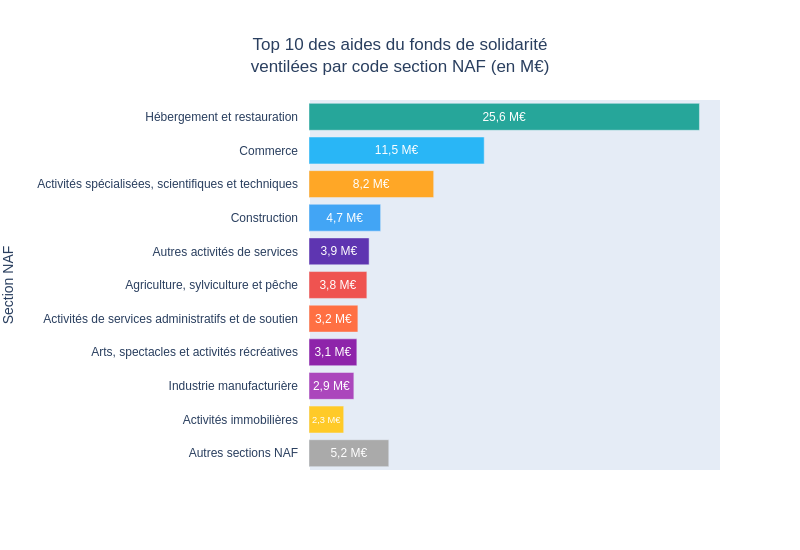 Top 10 des aides du fonds de solidarité
ventilées par code section NAF (en M€)
Section NAF
Hébergement et restauration 25,6 M€
Commerce 11,5 M€
Activités spécialisées, scientifiques et techniques 8,2 M€
Construction 4,7 M€
Autres activités de services 3,9 M€
Agriculture, sylviculture et pêche 3,8 M€
Activités de services administratifs et de soutien 3,2 M€
Arts, spectacles et activités récréatives 3,1 M€
Industrie manufacturière 2,9 M€
Activités immobilières 2,3 M€
Autres sections NAF 5,2 M€